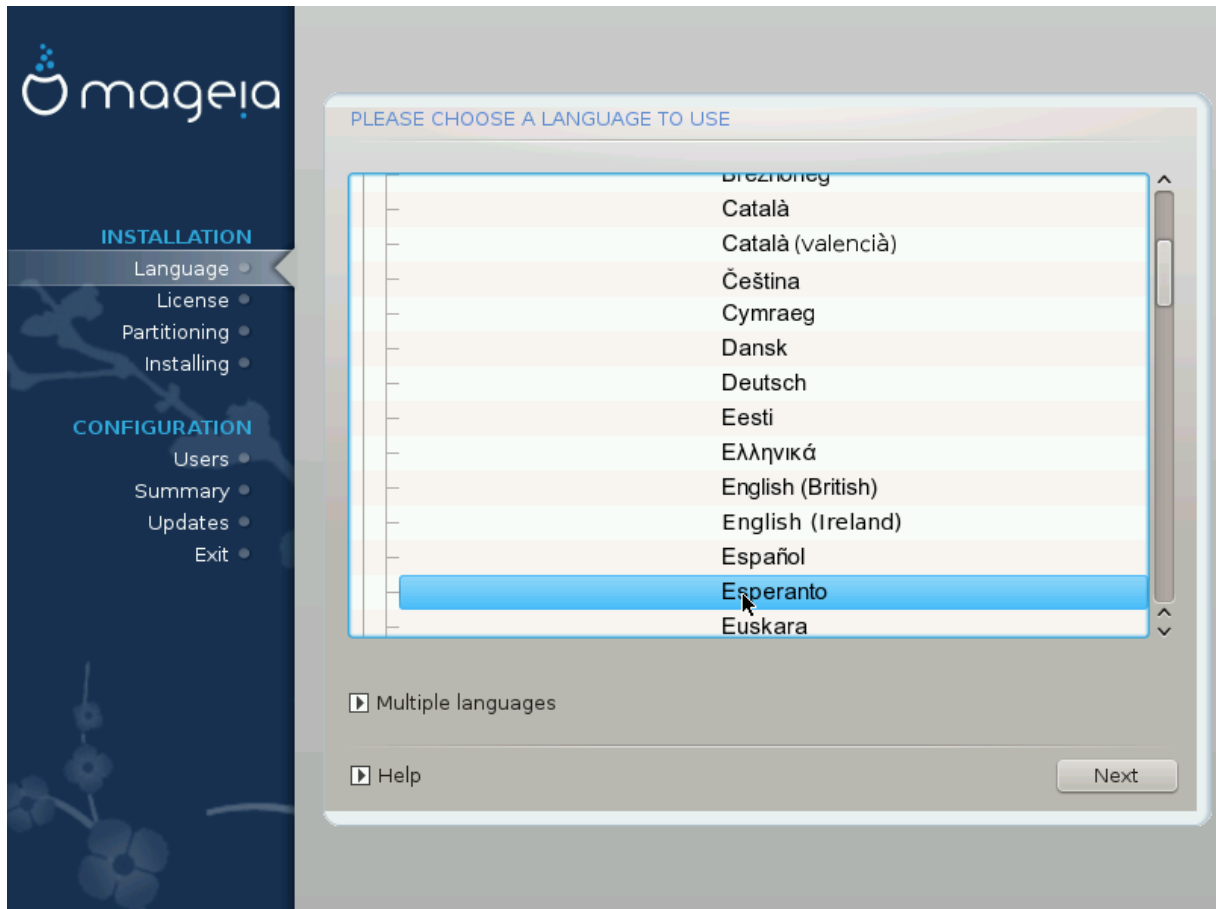 mageia
INSTALLATION
Language
License
Partitioning
Installing
CONFIGURATION
Users
Summary
Updates
Exit
PLEASE CHOOSE A LANGUAGE TO USE
Brezhoneg
Català
Català (valencià)
Čeština
Cymraeg
Dansk
Deutsch
Eesti
Ελληνικά
English (British)
English (Ireland)
Español
Esperanto
Euskara
Multiple languages
Help
Next